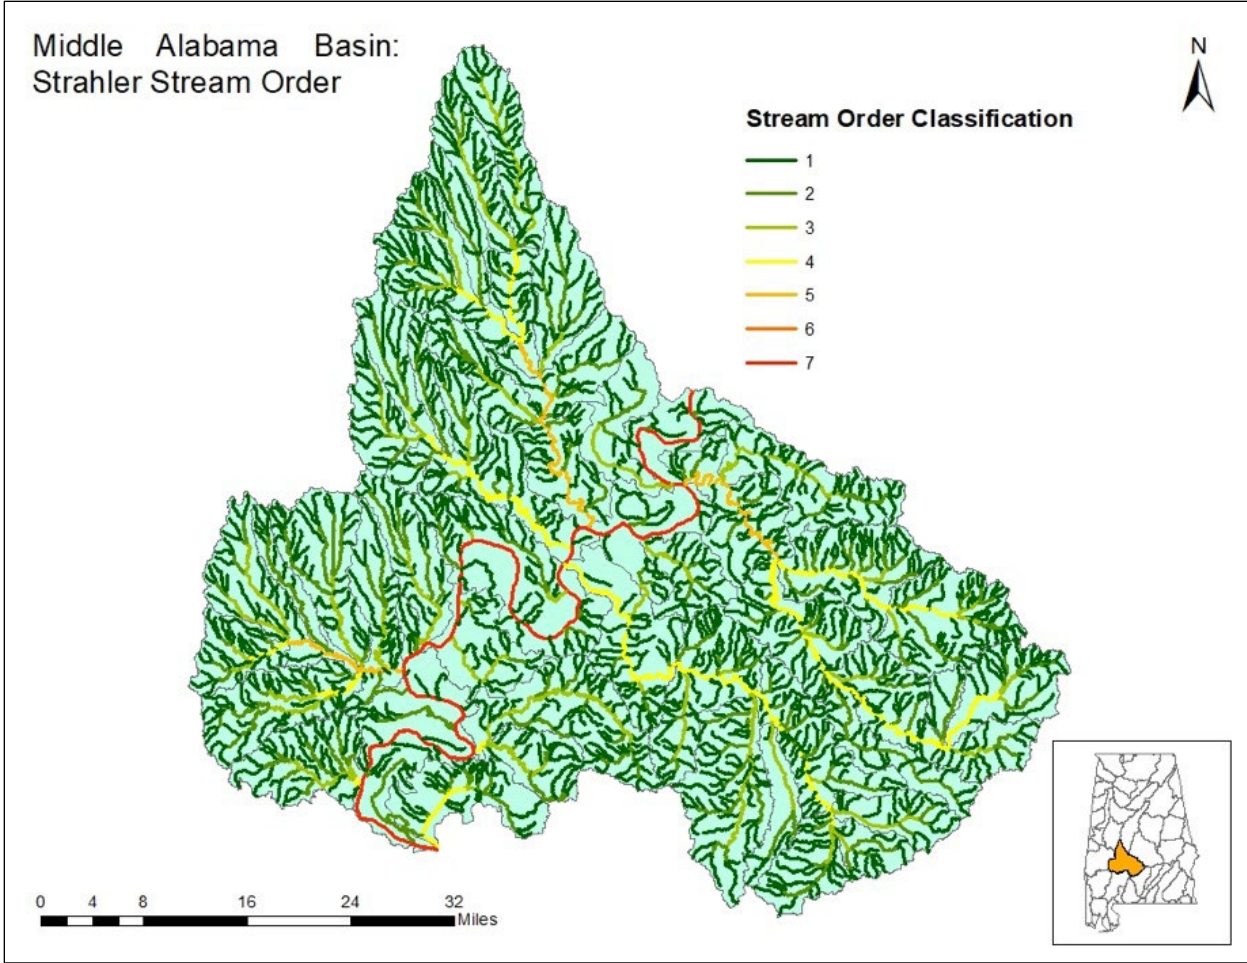 Middle Alabama Basin:
Strahler Stream Order
N
Stream Order Classification
1
2
3
4
5
6
7
0 4 8 16 24 32
Miles